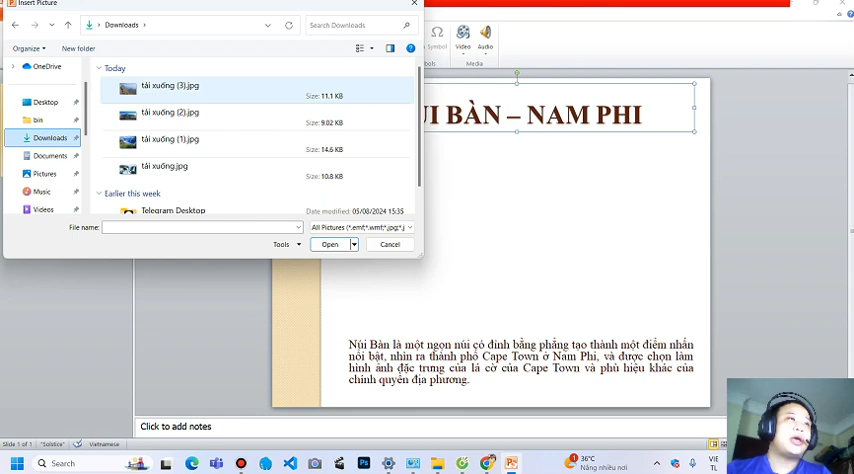 Insert Picture
Downloads
Search Downloads
Organize
New folder
OneDrive
Desktop
bin
Downloads
Documents
Pictures
Music
Videos
Today
tải xuống (3).jpg
Size: 11.1 KB
tải xuống (2).jpg
Size: 9.02 KB
tải xuống (1).jpg
Size: 14.6 KB
tải xuống.jpg
Size: 10.8 KB
Earlier this week
Telegram Desktop
Date modified: 05/08/2024 15:35
File name:
All Pictures (*.emf;*.wmf;*.jpg;*.j
Tools
Open
Cancel
Symbol
Video
Audio
Media
ÚI BÀN – NAM PHI
Núi Bàn là một ngọn núi có đỉnh bằng phẳng tạo thành một điểm nhấn
nổi bật, nhìn ra thành phố Cape Town ở Nam Phi, và được chọn làm
hình ảnh đặc trưng của lá cờ của Cape Town và phù hiệu khác của
chính quyền địa phương.
Click to add notes
Slide 1 of 1
"Solstice"
Vietnamese
Search
36°C
Nắng nhiều nơi
VIE
TL